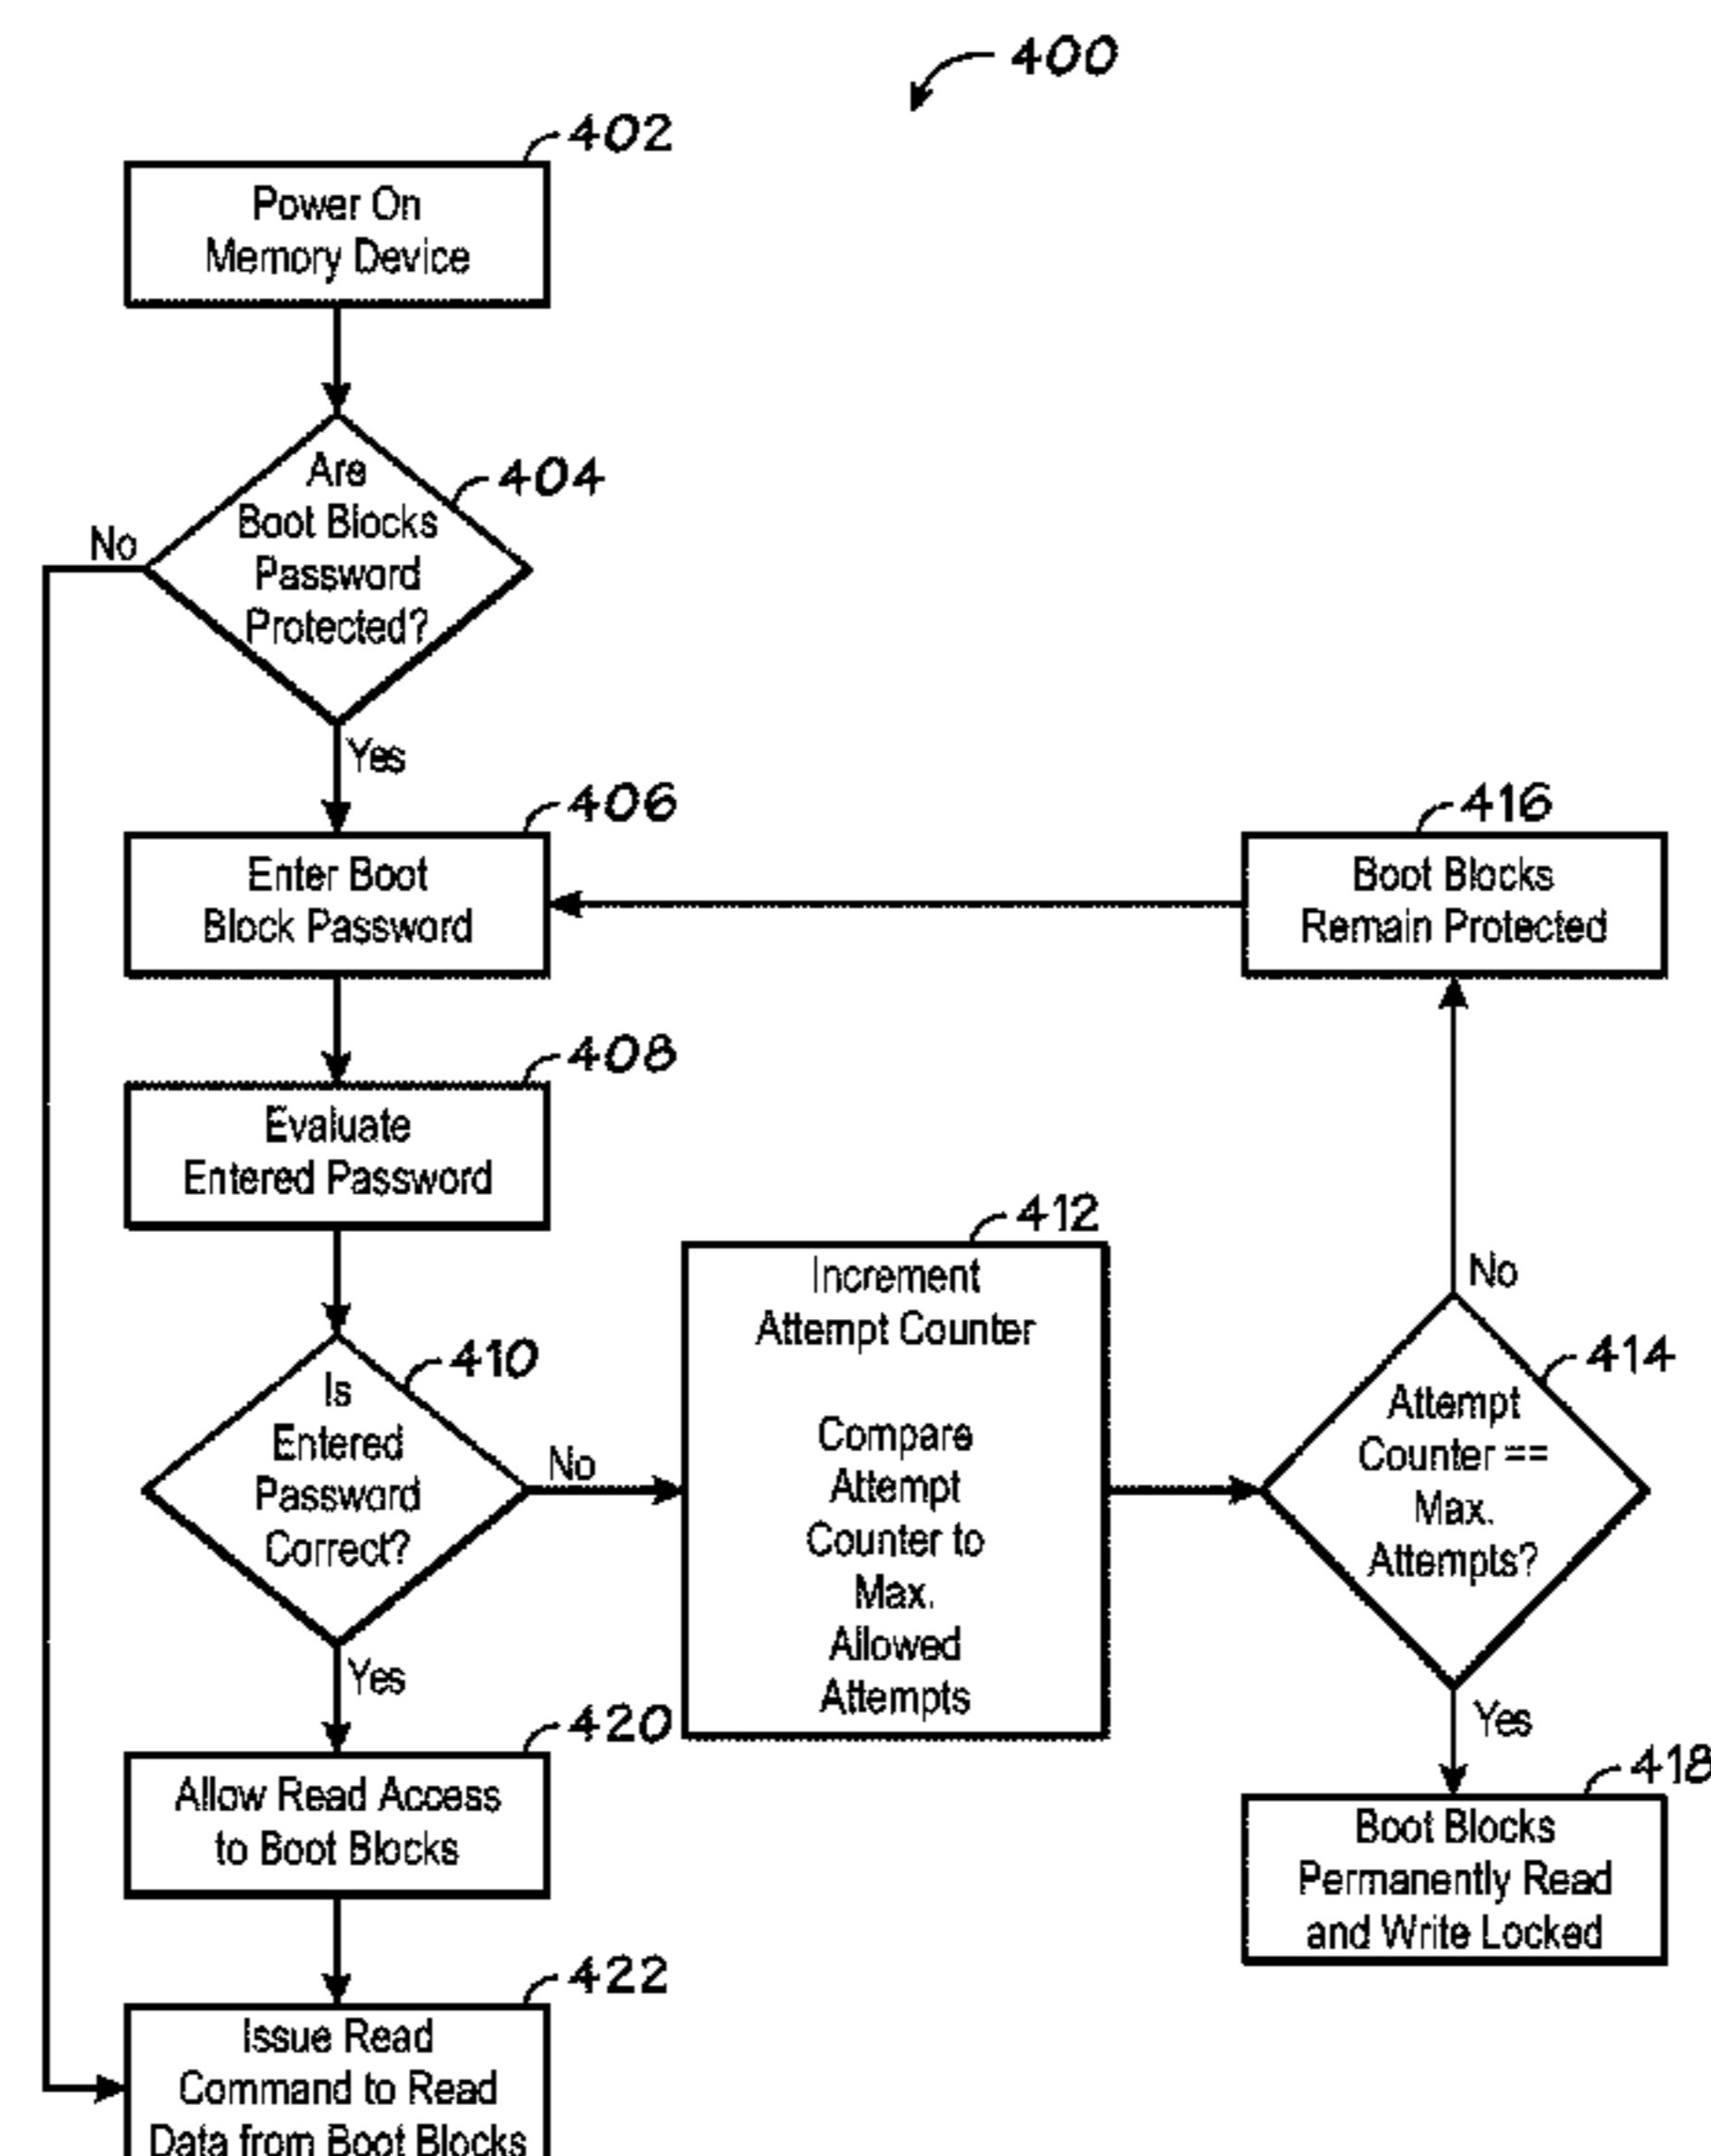 400
402
Power On
Memory Device
404
Are
Boot Blocks
Password
Protected?
No
Yes
406
Enter Boot
Block Password
416
Boot Blocks
Remain Protected
408
Evaluate
Entered Password
410
Is
Entered
Password
Correct?
No
Yes
412
Increment
Attempt Counter
Compare
Attempt
Counter to
Max.
Allowed
Attempts
No
414
Attempt
Counter ==
Max.
Attempts?
Yes
418
Boot Blocks
Permanently Read
and Write Locked
420
Allow Read Access
to Boot Blocks
422
Issue Read
Command to Read
Data from Boot Blocks